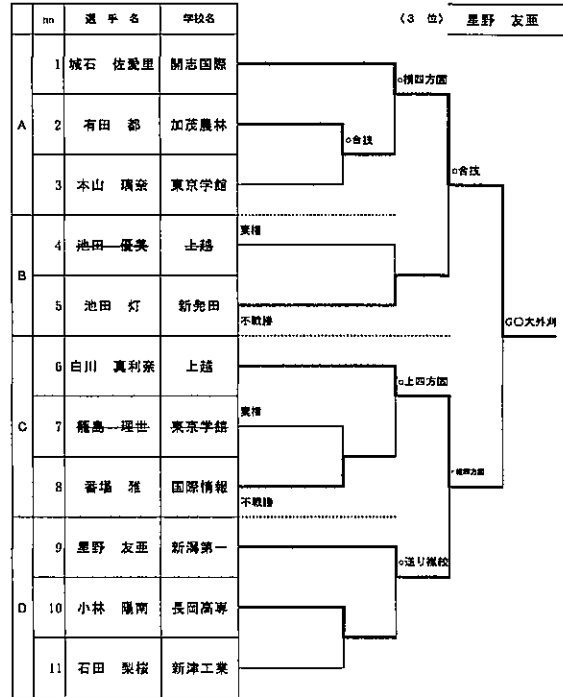 〈3 位〉 星野 友亜
no 選手名 学校名
A
1 城石 佐愛里 開志国際
○横四方固
2 有田 都 加茂農林
○合技
3 本山 璃奈 東京学館
○合技
B
4 池田 優美 上越
棄権
5 池田 灯 新発田
不戦勝
G○大外刈
C
6 白川 真利奈 上越
○上四方固
7 籠島 理世 東京学館
棄権
8 番場 雅 国際情報
不戦勝
D
9 星野 友亜 新潟第一
○送り襟絞
10 小林 陽南 長岡高専
11 石田 梨桜 新津工業